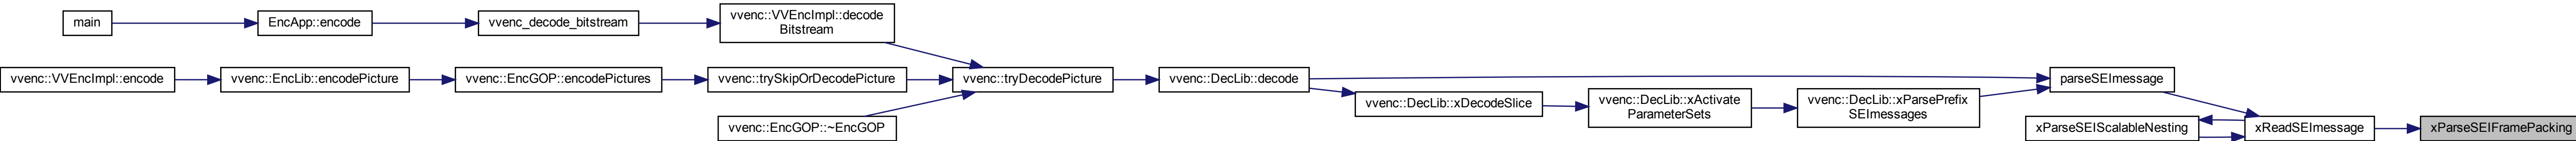 main
EncApp::encode
vvenc_decode_bitstream
vvenc::VVEncImpl::decode
Bitstream
vvenc::VVEncImpl::encode
vvenc::EncLib::encodePicture
vvenc::EncGOP::encodePictures
vvenc::trySkipOrDecodePicture
vvenc::tryDecodePicture
vvenc::DecLib::decode
parseSEImessage
vvenc::DecLib::xDecodeSlice
vvenc::DecLib::xActivate
ParameterSets
vvenc::DecLib::xParsePrefix
SEImessages
vvenc::EncGOP::~EncGOP
xParseSEIScalableNesting
xReadSEImessage
xParseSEIFramePacking